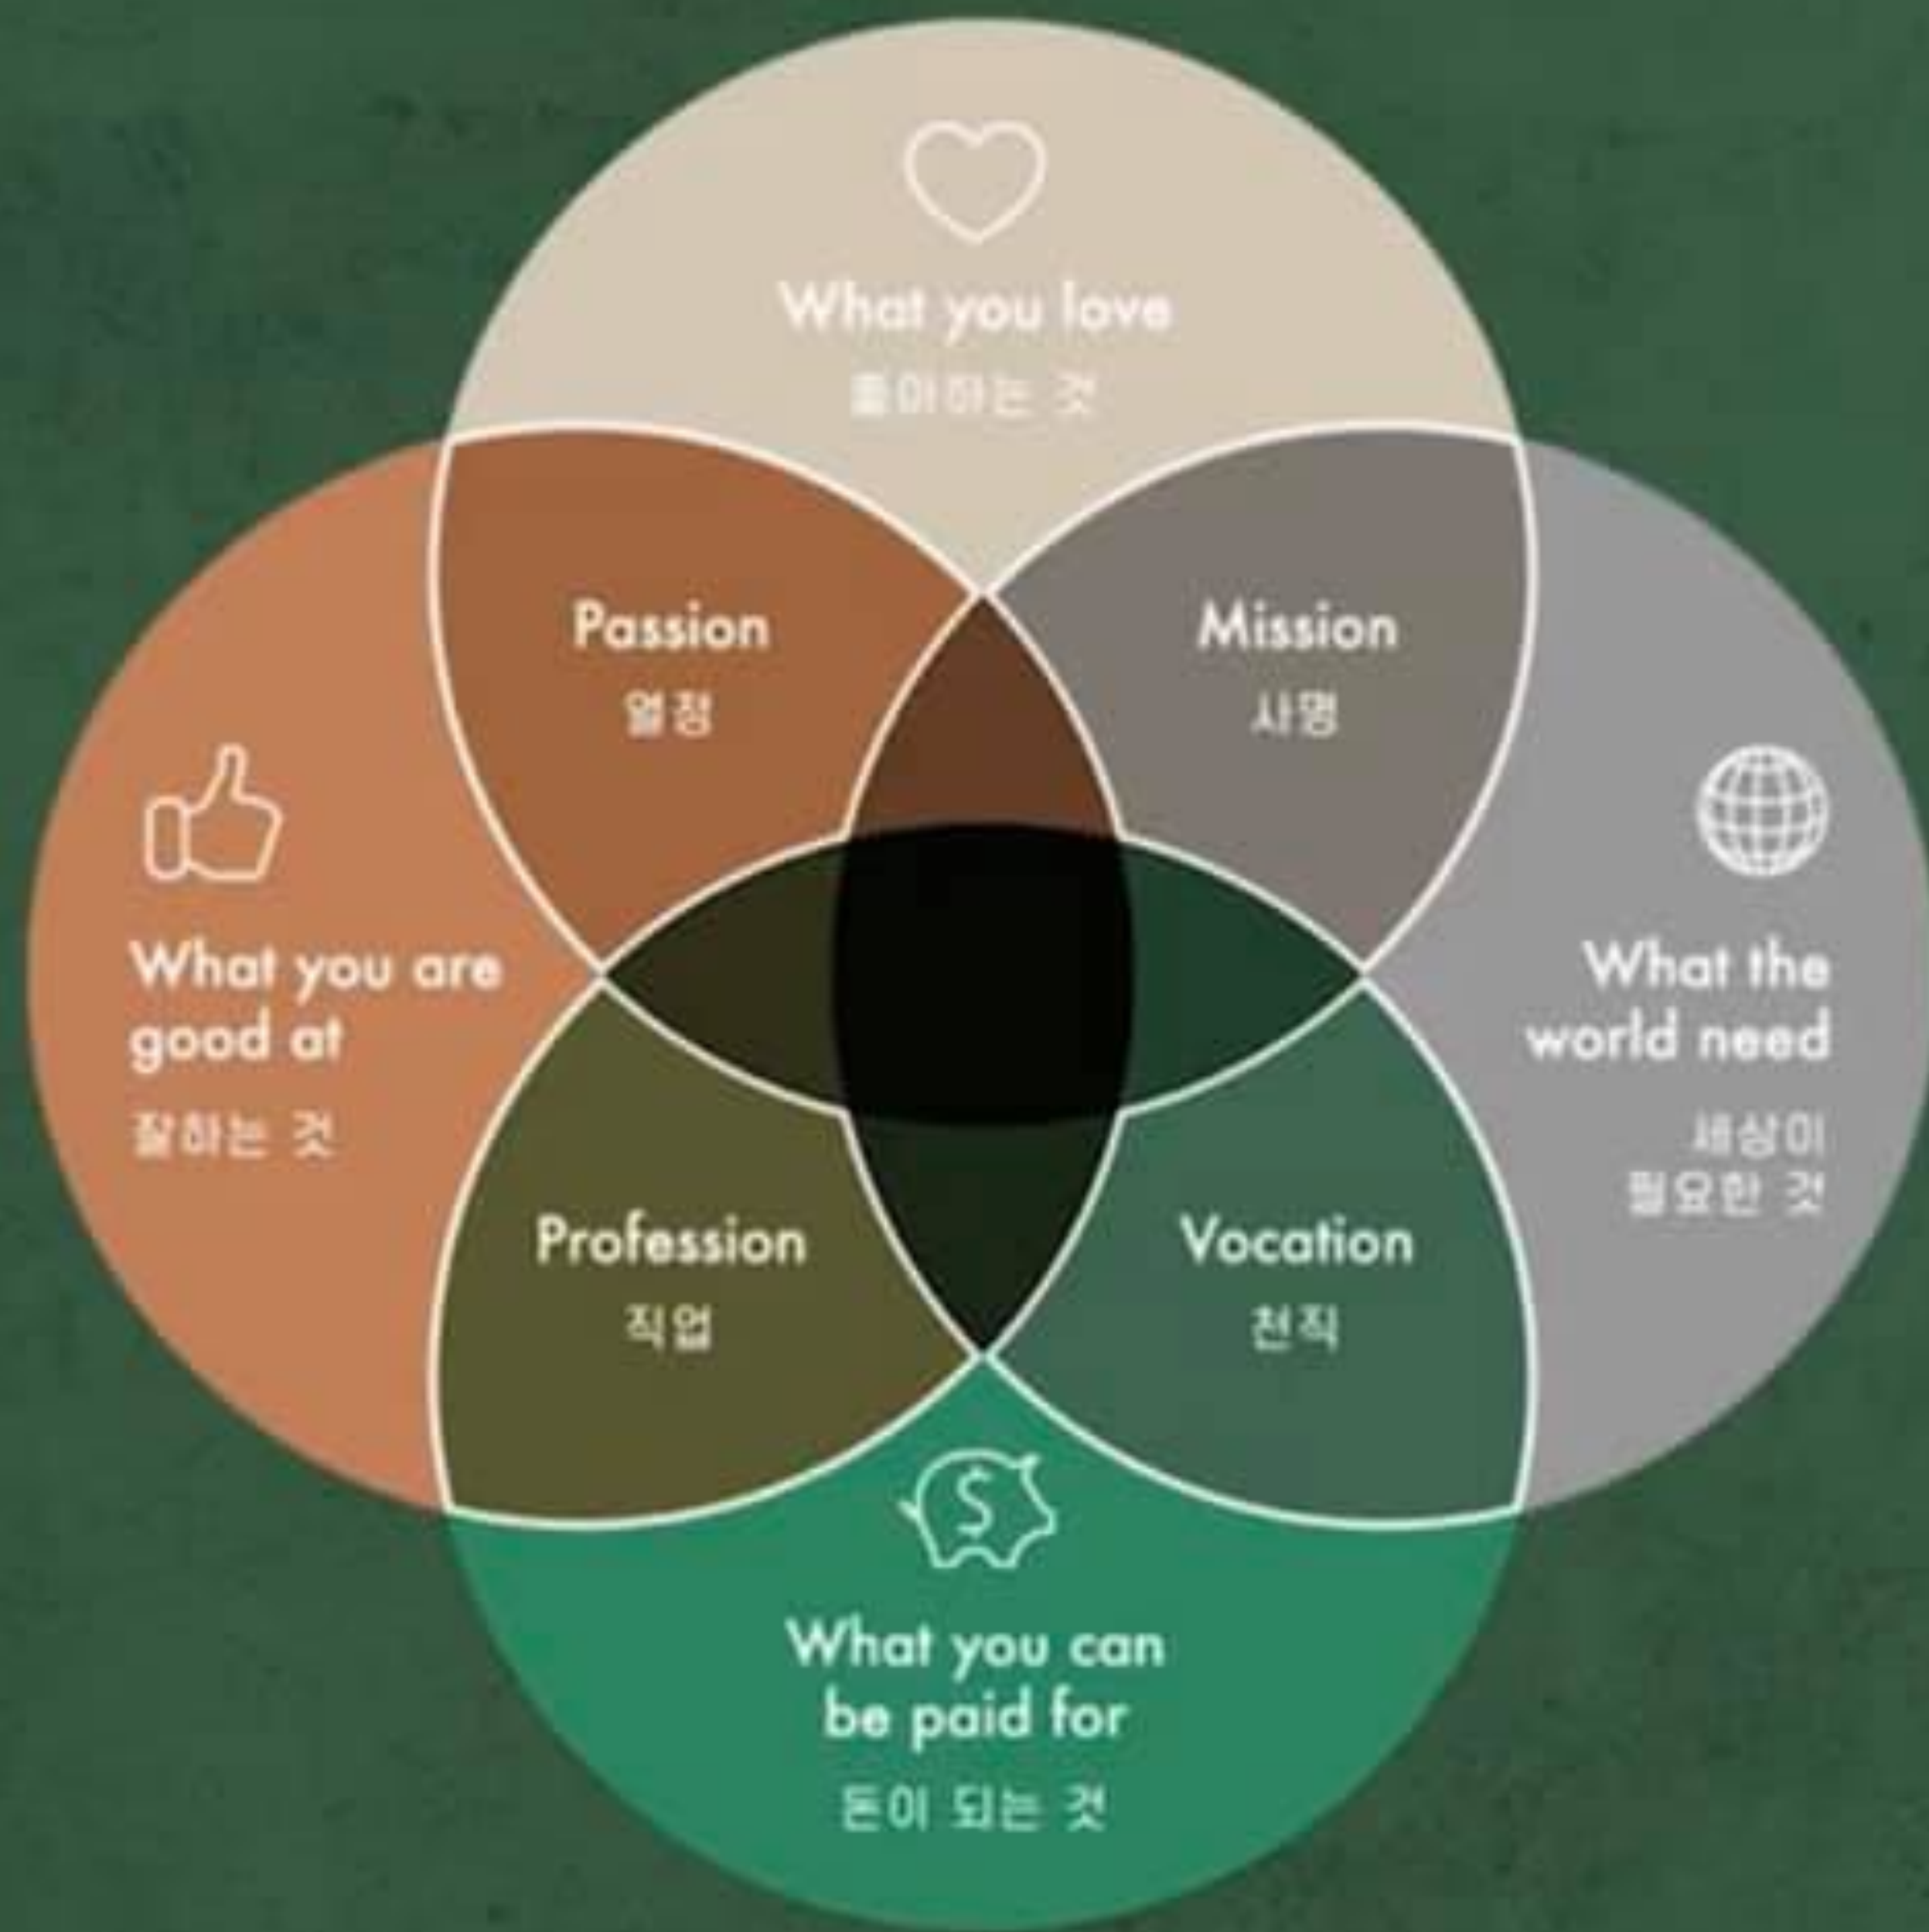 What you love
좋아하는 것
Passion
열정
Mission
사명
What you are
good at
잘하는 것
What the
world need
세상이
필요한 것
Profession
직업
Vocation
천직
$
What you can
be paid for
돈이 되는 것